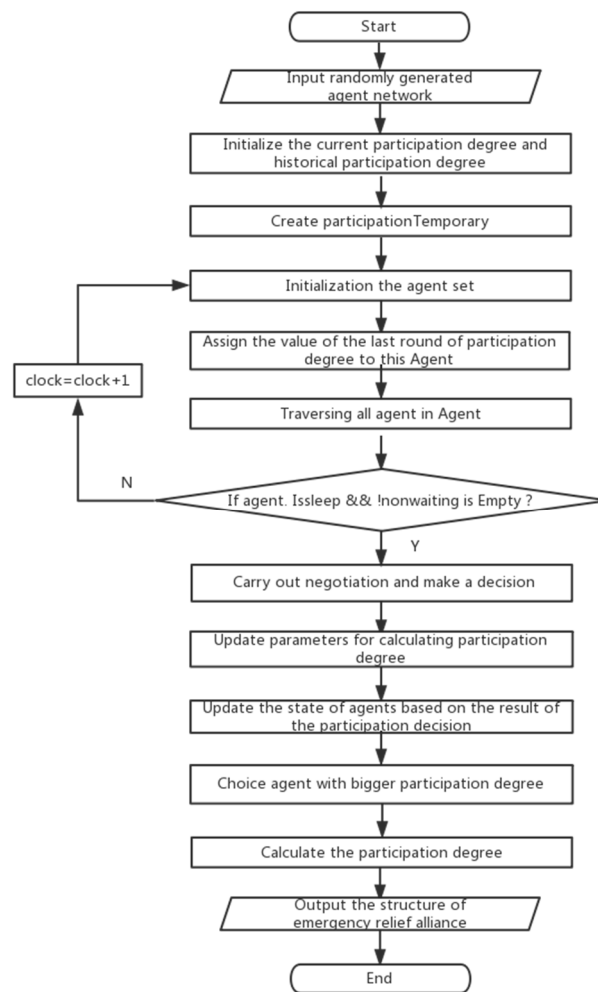 Start
Input randomly generated
agent network
Initialize the current participation degree and
historical participation degree
Create participationTemporary
Initialization the agent set
Assign the value of the last round of participation
degree to this Agent
clock=clock+1
Traversing all agent in Agent
N
If agent. Issleep && !nonwaiting is Empty ?
Y
Carry out negotiation and make a decision
Update parameters for calculating participation
degree
Update the state of agents based on the result of
the participation decision
Choice agent with bigger participation degree
Calculate the participation degree
Output the structure of
emergency relief alliance
End